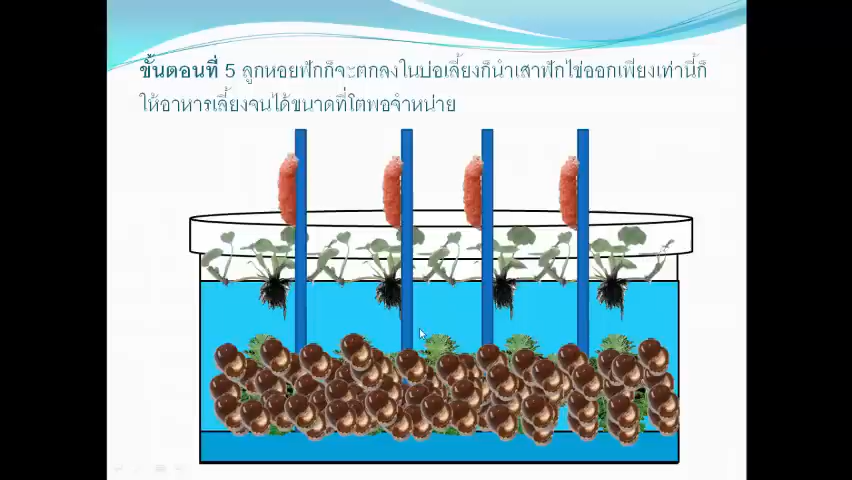 ขั้นตอนที่ 5 ลูกหอยฟักก็จะตกลงในบ่อเลี้ยงก็นำเสาฟักไข่ออกเพียงเท่านี้ก็
ให้อาหารเลี้ยงจนได้ขนาดที่โตพอจำหน่าย